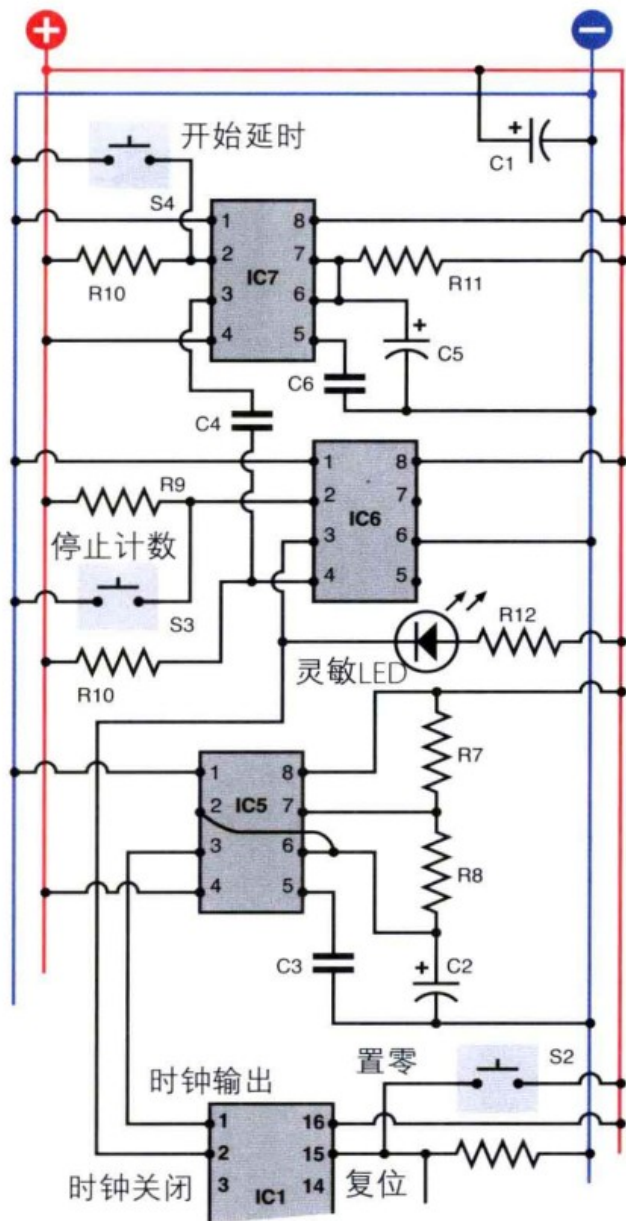 + −
+
C1
开始延时
S4
1 8
2 7
R10
IC7
R11
3 6
+
4 5
C5
C6
C4
1 8
R9
2 7
IC6
停止计数
3 6
4 5
S3
R12
R10
灵敏LED
R7
1 8
IC5
2 7
3 6
R8
4 5
C3
+
C2
置零
S2
时钟输出
1 16
2 15
时钟关闭
3 14
IC1
复位